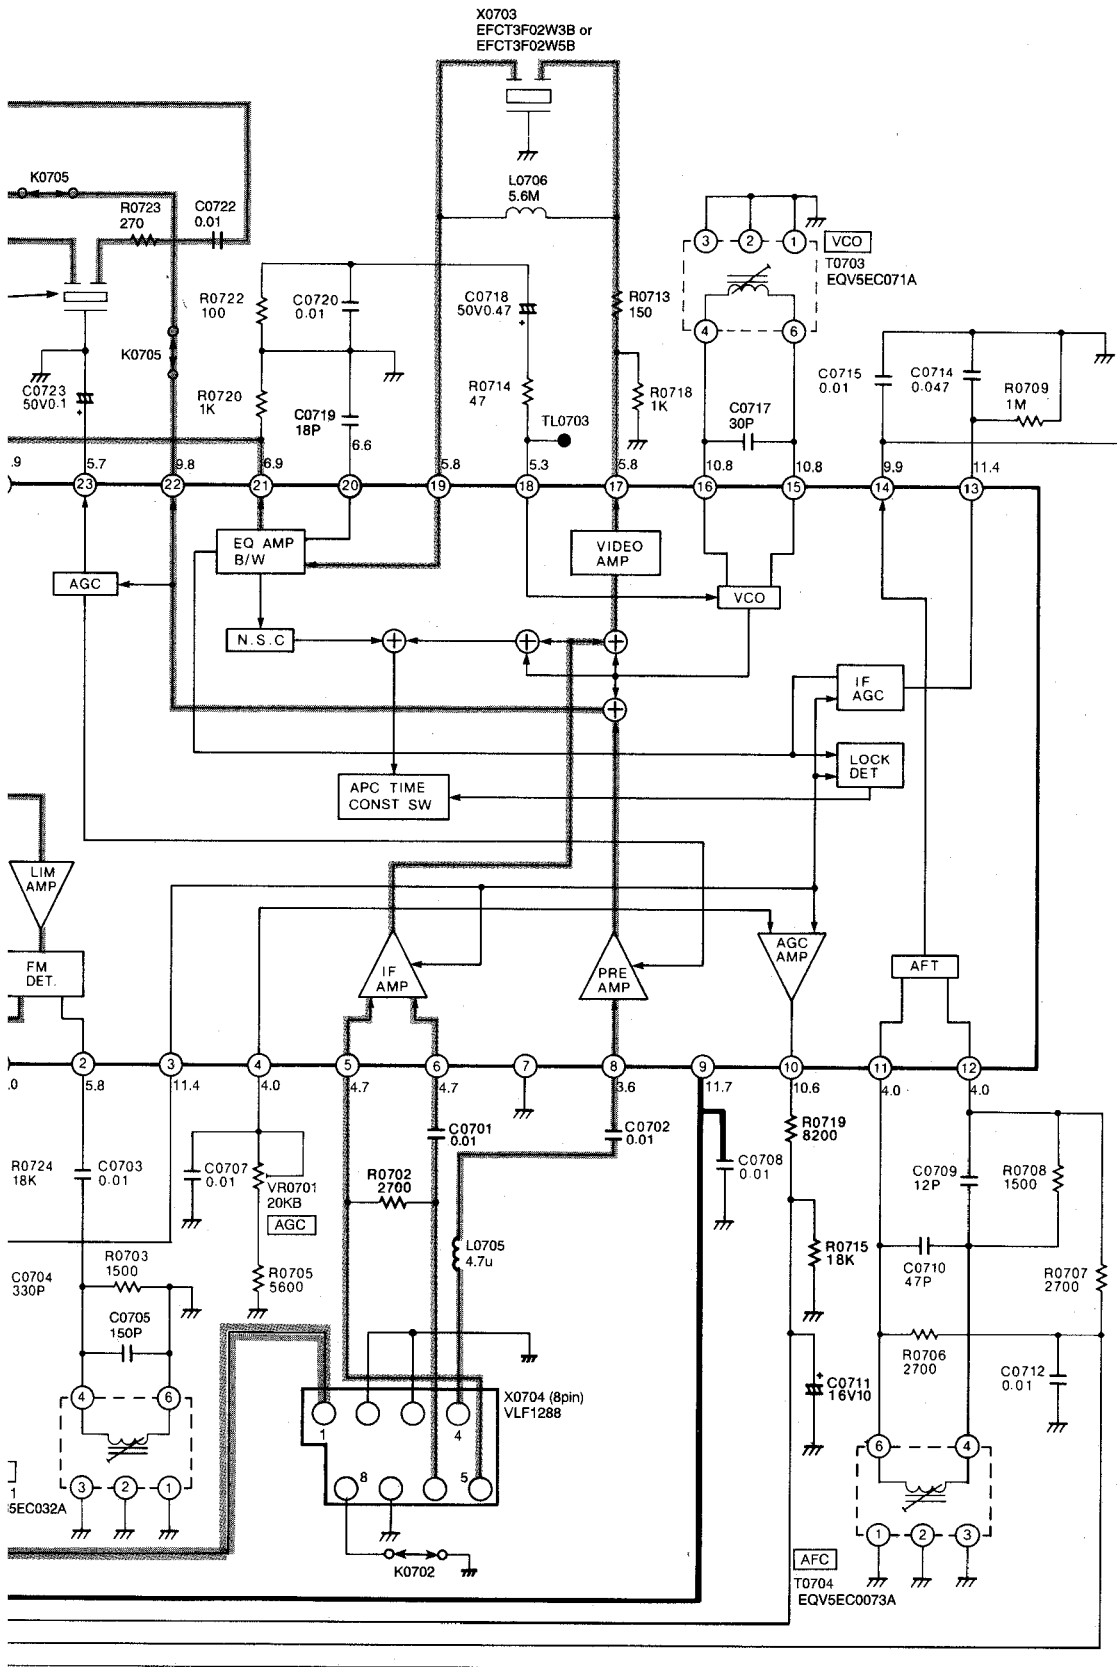 X0703
EFCT3F02W3B or
EFCT3F02W5B
K0705
R0723
270
C0722
0.01
L0706
5.6M
3
2
1
VCO
T0703
EQV5EC071A
4
6
R0722
100
C0720
0.01
C0718
50V0.47
+
R0713
150
K0705
C0723
50V0.1
+
R0720
1K
C0719
18P
R0714
47
TL0703
R0718
1K
C0717
30P
C0715
0.01
C0714
0.047
R0709
1M
.9
5.7
9.8
6.9
6.6
5.8
5.3
5.8
10.8
10.8
9.9
11.4
23
22
21
20
19
18
17
16
15
14
13
EQ AMP
B/W
VIDEO
AMP
AGC
VCO
N.S.C
+
+
+
+
IF
AGC
LOCK
DET
APC TIME
CONST SW
LIM
AMP
FM
DET.
IF
AMP
PRE
AMP
AGC
AMP
AFT
2
3
4
5
6
7
8
9
10
11
12
.0
5.8
11.4
4.0
4.7
4.7
3.6
11.7
10.6
4.0
4.0
R0724
18K
C0703
0.01
C0707
0.01
VR0701
20KB
AGC
R0702
2700
C0701
0.01
C0702
0.01
C0708
0.01
R0719
8200
C0709
12P
R0708
1500
C0704
330P
R0703
1500
C0705
150P
R0705
5600
L0705
4.7u
R0715
18K
C0710
47P
R0707
2700
R0706
2700
C0712
0.01
C0711
+
16V10
4
6
X0704 (8pin)
VLF1288
1
4
8
5
6
4
3
2
1
1
5EC032A
K0702
1
2
3
AFC
T0704
EQV5EC0073A